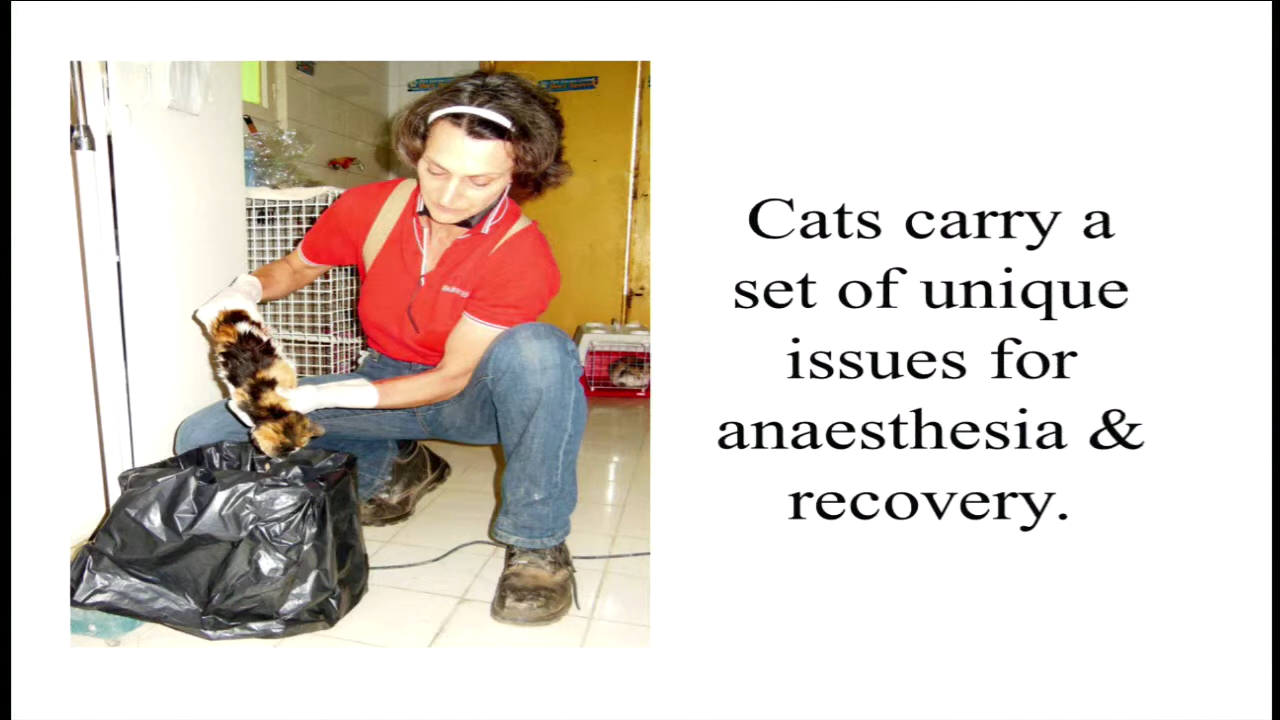 Cats carry a
set of unique
issues for
anaesthesia &
recovery.